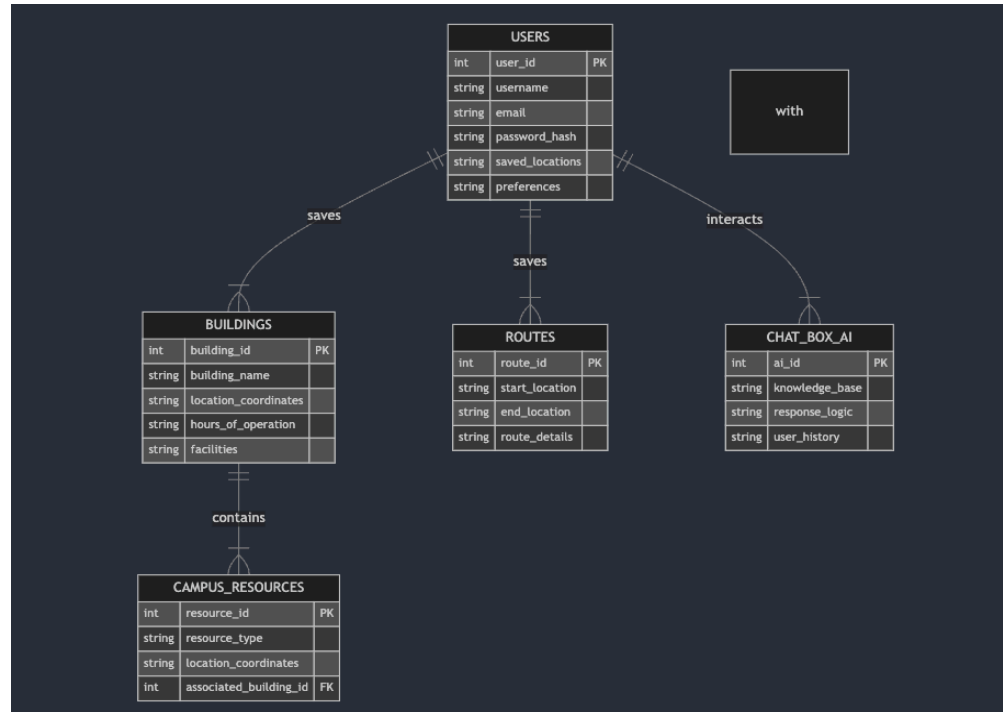 USERS
int user_id PK
string username
string email
string password_hash
string saved_locations
string preferences
with
saves
saves
interacts
BUILDINGS
int building_id PK
string building_name
string location_coordinates
string hours_of_operation
string facilities
ROUTES
int route_id PK
string start_location
string end_location
string route_details
CHAT_BOX_AI
int ai_id PK
string knowledge_base
string response_logic
string user_history
contains
CAMPUS_RESOURCES
int resource_id PK
string resource_type
string location_coordinates
int associated_building_id FK